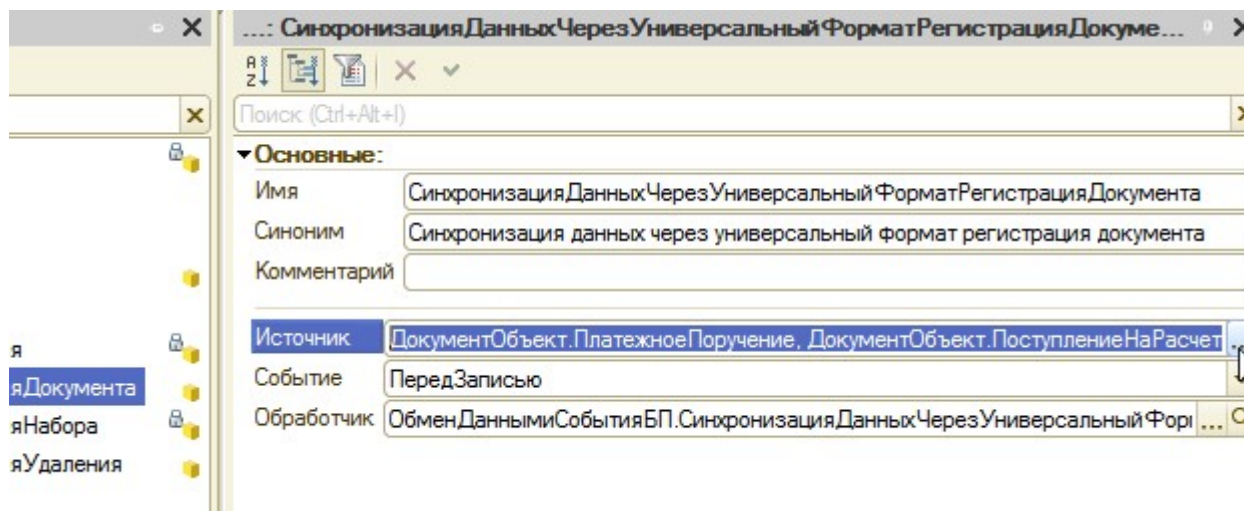 ...: СинхронизацияДанныхЧерезУниверсальныйФорматРегистрацияДокуме...
Поиск (Ctrl+Alt+I)
Основные:
Имя СинхронизацияДанныхЧерезУниверсальныйФорматРегистрацияДокумента
Синоним Синхронизация данных через универсальный формат регистрация документа
Комментарий
я Источник ДокументОбъект.ПлатежноеПоручение, ДокументОбъект.ПоступлениеНаРасчет ...
яДокумента Событие ПередЗаписью
яНабора Обработчик ОбменДаннымиСобытияБП.СинхронизацияДанныхЧерезУниверсальныйФор ...
яУдаления